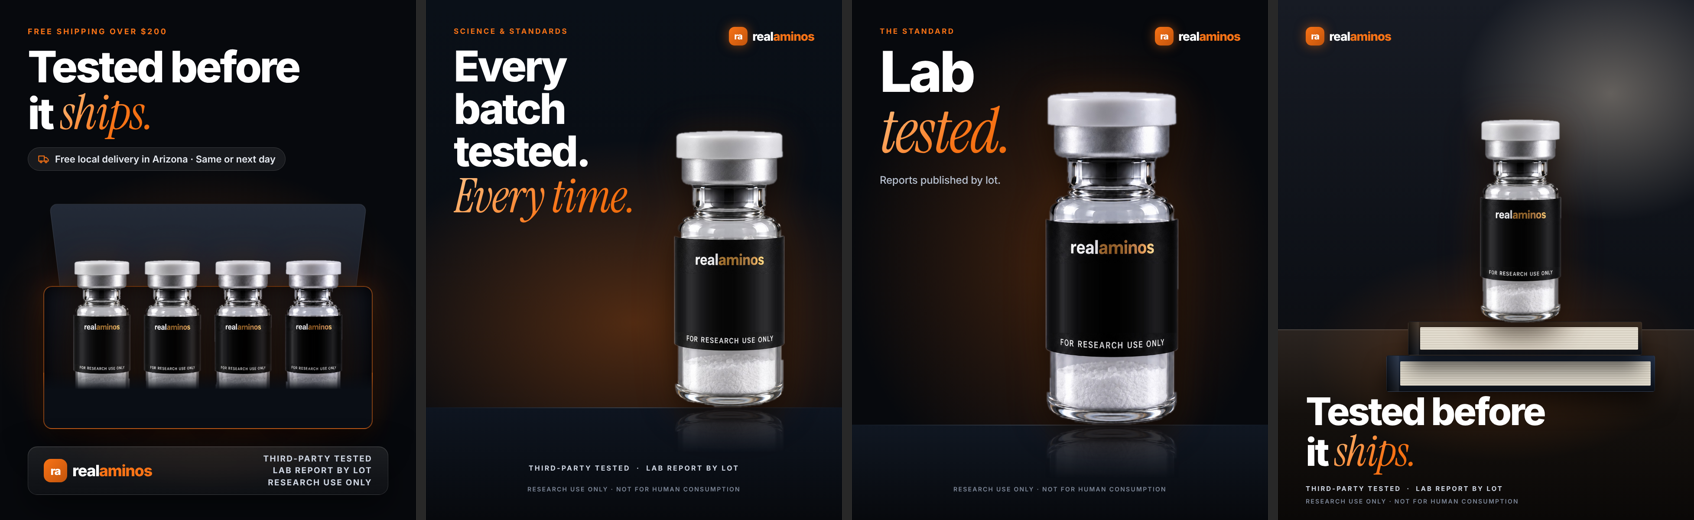 FREE SHIPPING OVER $200
Tested before
it ships.
Free local delivery in Arizona · Same or next day
realaminos
FOR RESEARCH USE ONLY
realaminos
FOR RESEARCH USE ONLY
realaminos
FOR RESEARCH USE ONLY
realaminos
FOR RESEARCH USE ONLY
ra realaminos
THIRD-PARTY TESTED
LAB REPORT BY LOT
RESEARCH USE ONLY
SCIENCE & STANDARDS
ra realaminos
Every
batch
tested.
Every time.
realaminos
FOR RESEARCH USE ONLY
THIRD-PARTY TESTED · LAB REPORT BY LOT
RESEARCH USE ONLY · NOT FOR HUMAN CONSUMPTION
THE STANDARD
ra realaminos
Lab
tested.
Reports published by lot.
realaminos
FOR RESEARCH USE ONLY
RESEARCH USE ONLY · NOT FOR HUMAN CONSUMPTION
ra realaminos
realaminos
FOR RESEARCH USE ONLY
Tested before
it ships.
THIRD-PARTY TESTED · LAB REPORT BY LOT
RESEARCH USE ONLY · NOT FOR HUMAN CONSUMPTION